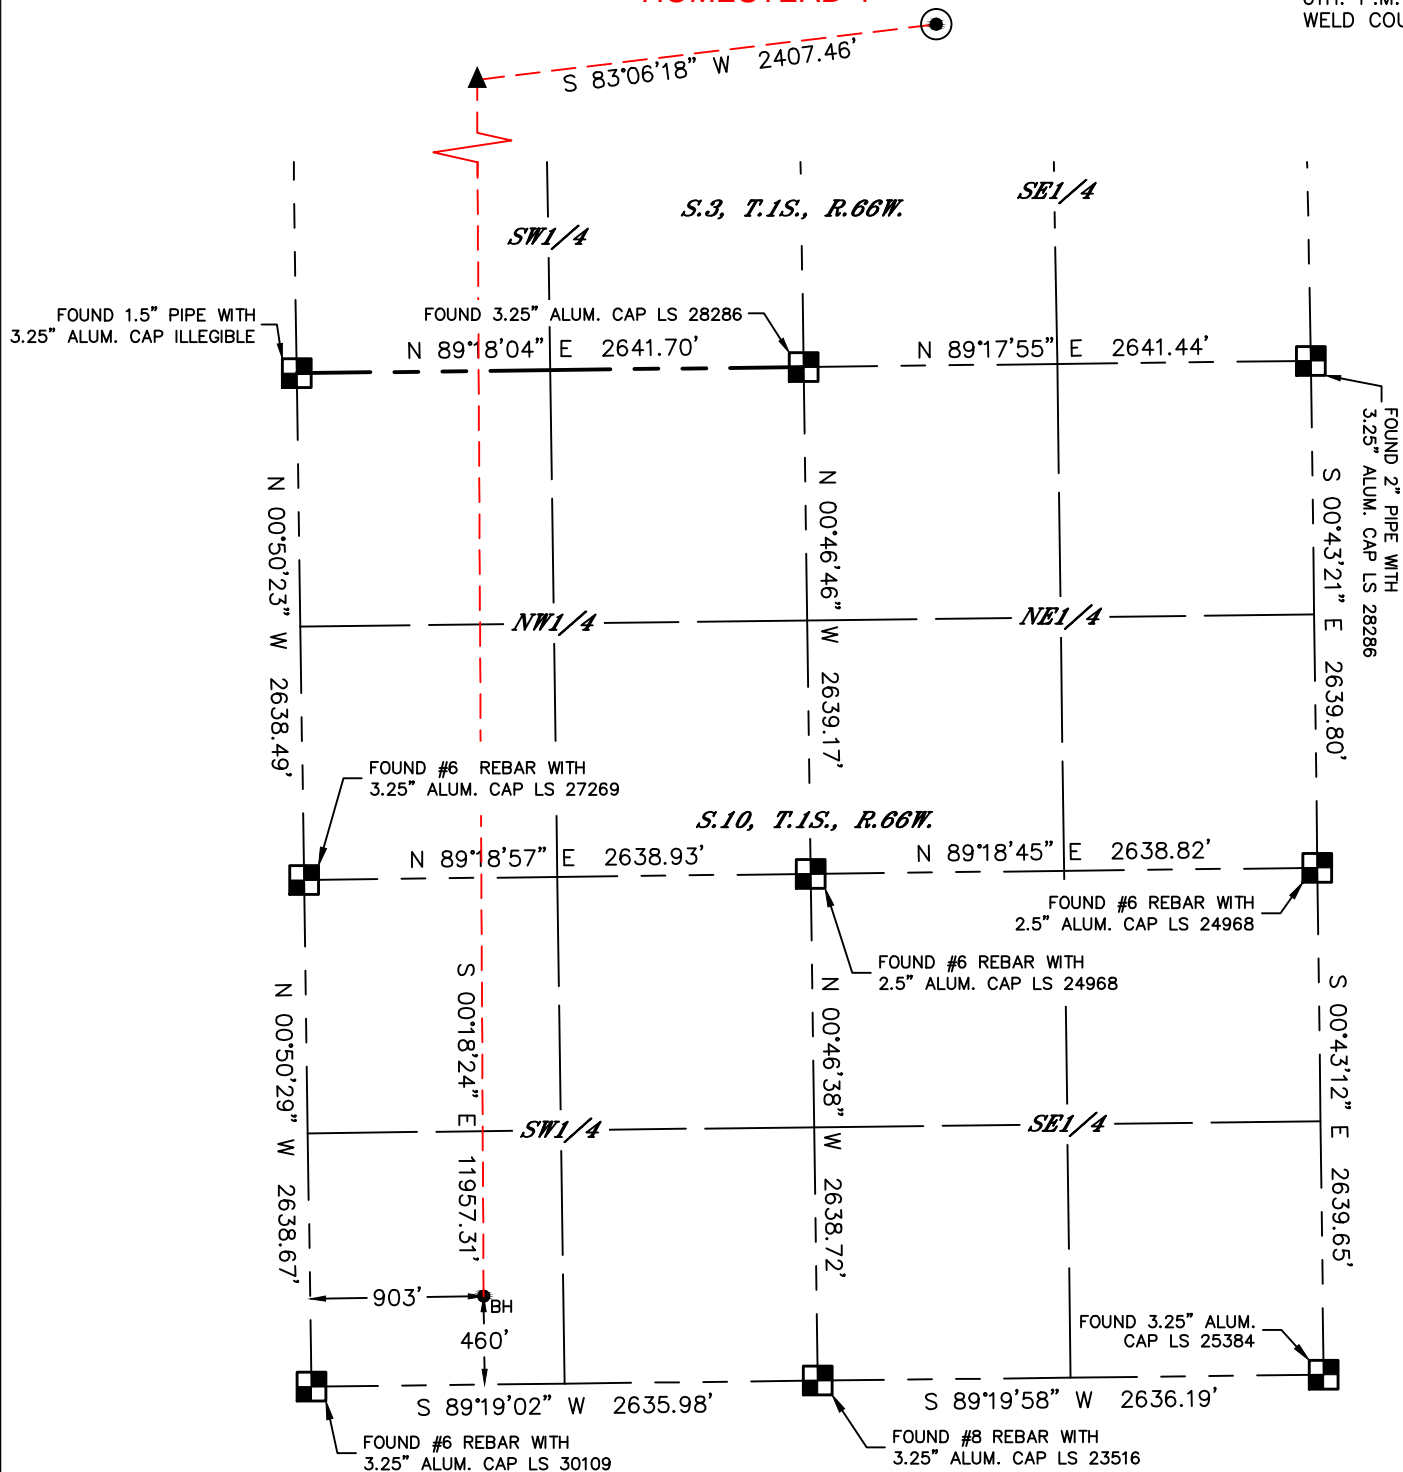 S 83°06'18" W 2407.46'
WELD COU
S.3, T.1S., R.66W.
SE1/4
SW1/4
FOUND 1.5" PIPE WITH
3.25" ALUM. CAP ILLEGIBLE
FOUND 3.25" ALUM. CAP LS 28286
N 89°18'04" E 2641.70'
N 89°17'55" E 2641.44'
FOUND 2" PIPE WITH
3.25" ALUM. CAP LS 28286
N 00°50'23" W 2638.49'
N 00°46'46" W 2639.17'
S 00°43'21" E 2639.80'
NW1/4
NE1/4
FOUND #6 REBAR WITH
3.25" ALUM. CAP LS 27269
S.10, T.1S., R.66W.
N 89°18'57" E 2638.93'
N 89°18'45" E 2638.82'
FOUND #6 REBAR WITH
2.5" ALUM. CAP LS 24968
FOUND #6 REBAR WITH
2.5" ALUM. CAP LS 24968
N 00°50'29" W 2638.67'
S 00°18'24" E 11957.31'
N 00°46'38" W 2638.72'
S 00°43'12" E 2639.65'
SW1/4
SE1/4
903'
BH
460'
FOUND 3.25" ALUM.
CAP LS 25384
S 89°19'02" W 2635.98'
S 89°19'58" W 2636.19'
FOUND #6 REBAR WITH
3.25" ALUM. CAP LS 30109
FOUND #8 REBAR WITH
3.25" ALUM. CAP LS 23516